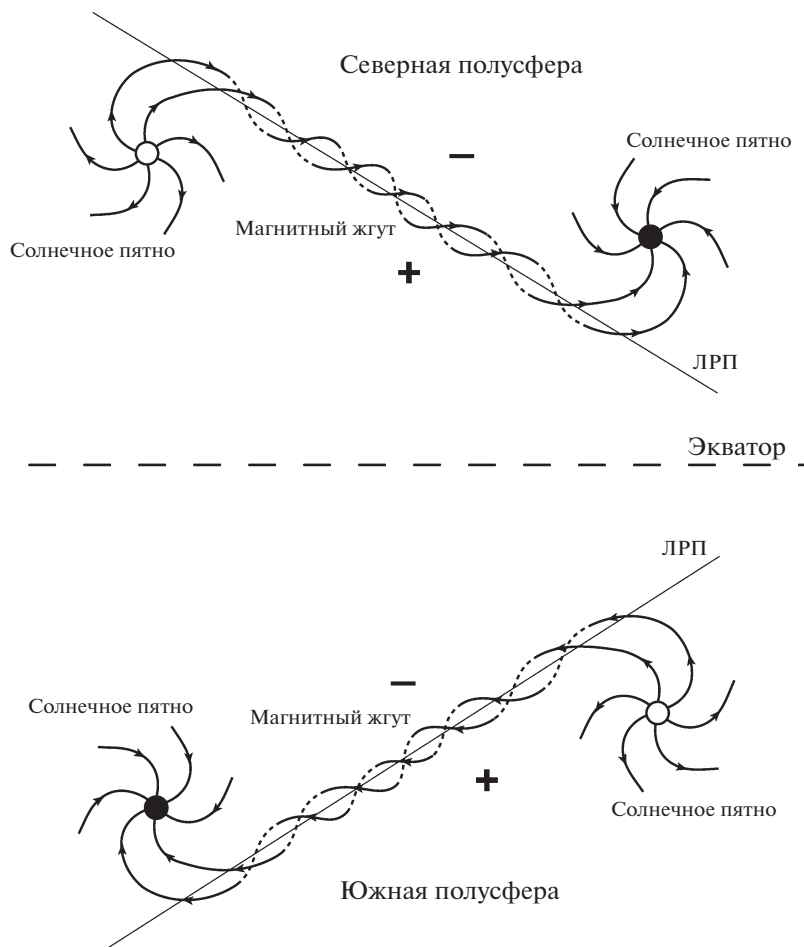 Северная полусфера
Солнечное пятно
−
Магнитный жгут
Солнечное пятно
+
ЛРП
Экватор
ЛРП
−
Солнечное пятно
Магнитный жгут
+
Солнечное пятно
Южная полусфера